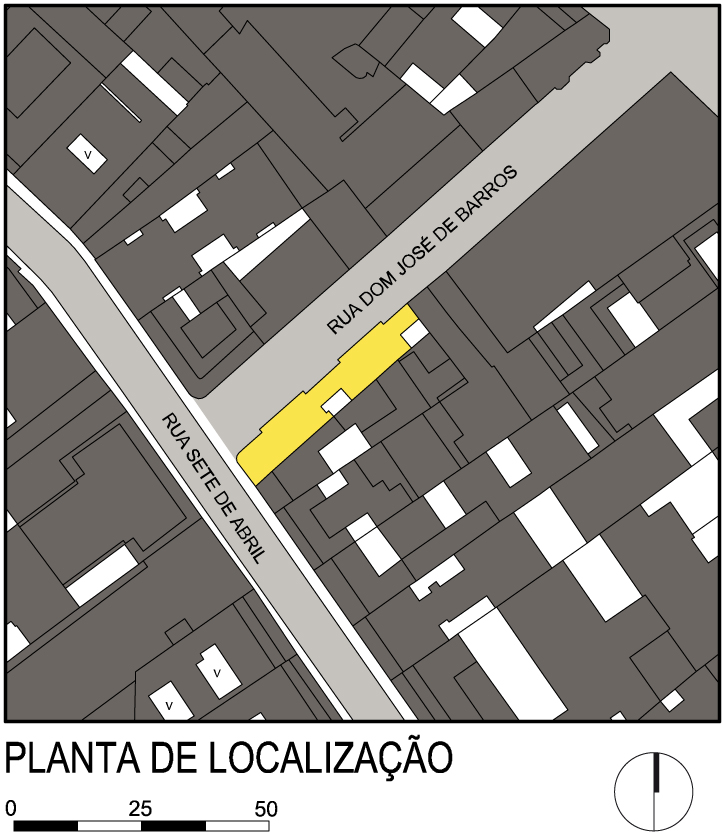 V
RUA DOM JOSÉ DE BARROS
RUA SETE DE ABRIL
V
V
PLANTA DE LOCALIZAÇÃO
0 25 50